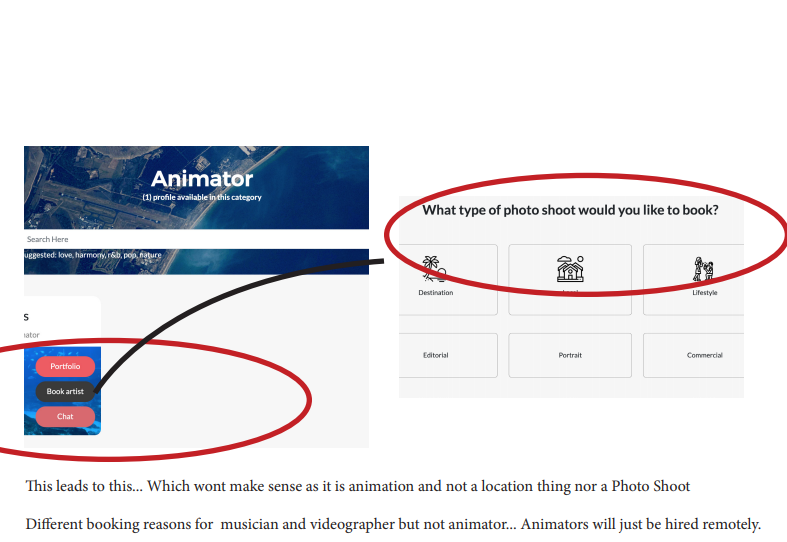 Animator
(1) profile available in this category
Search Here
uggested: love, harmony, r&b, pop, nature
s
uator
Portfolio
Book artist
Chat
What type of photo shoot would you like to book?
Destination
Lifestyle
Editorial
Portrait
Commercial
This leads to this... Which wont make sense as it is animation and not a location thing nor a Photo Shoot
Different booking reasons for musician and videographer but not animator... Animators will just be hired remotely.